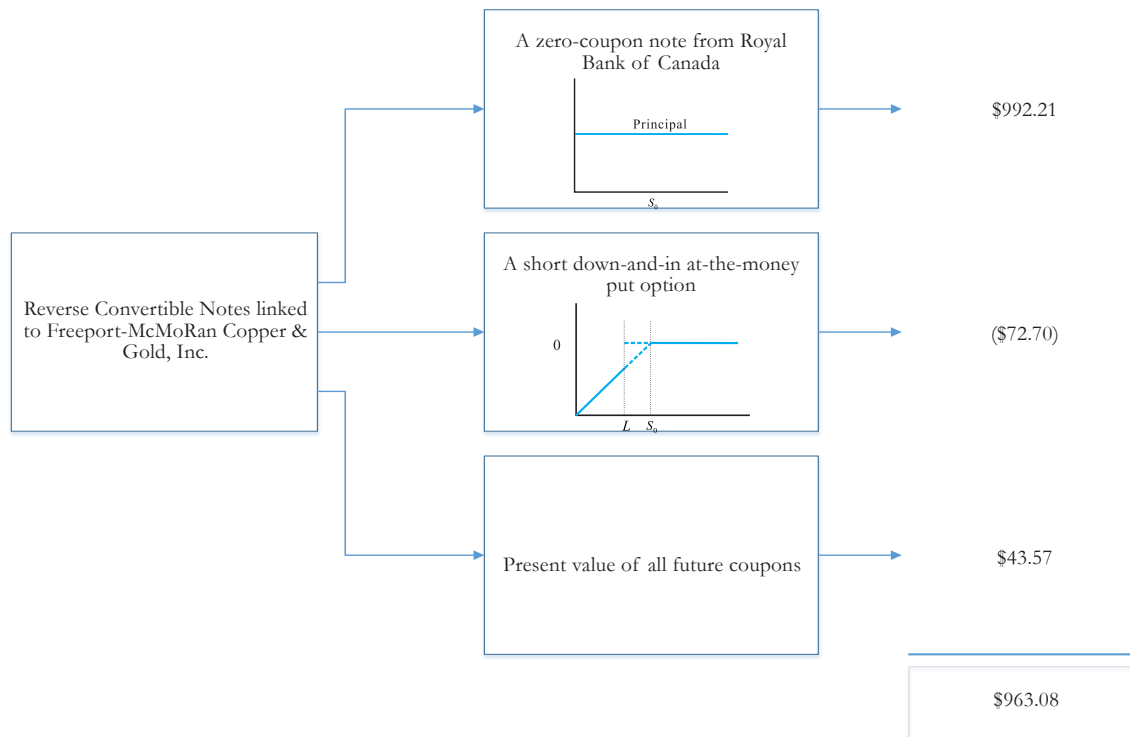 A zero-coupon note from Royal
Bank of Canada
Principal
S₀
$992.21
Reverse Convertible Notes linked
to Freeport-McMoRan Copper &
Gold, Inc.
A short down-and-in at-the-money
put option
0
L S₀
($72.70)
Present value of all future coupons
$43.57
$963.08